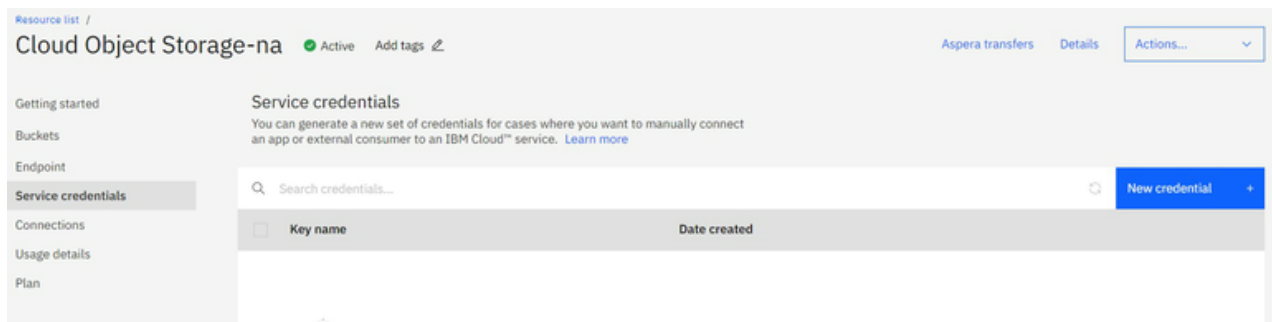 Resource list /
Cloud Object Storage-na Active Add tags Aspera transfers Details Actions...
Getting started
Buckets
Endpoint
Service credentials
Connections
Usage details
Plan
Service credentials
You can generate a new set of credentials for cases where you want to manually connect
an app or external consumer to an IBM Cloud™ service. Learn more
Search credentials... New credential +
Key name Date created